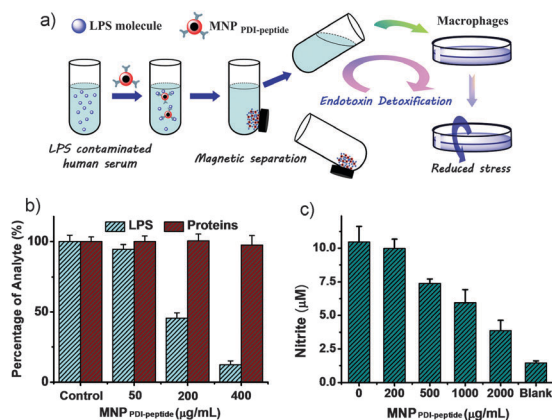 a)
LPS molecule
MNP PDI-peptide
Macrophages
LPS contaminated
human serum
Magnetic separation
Endotoxin Detoxification
Reduced stress
b)
LPS
Proteins
Percentage of Analyte (%)
100
50
0
Control
50
200
400
MNP PDI-peptide (µg/mL)
c)
Nitrite (µM)
10.0
7.5
5.0
2.5
0.0
0
200
500
1000
2000
Blank
MNP PDI-peptide (µg/mL)